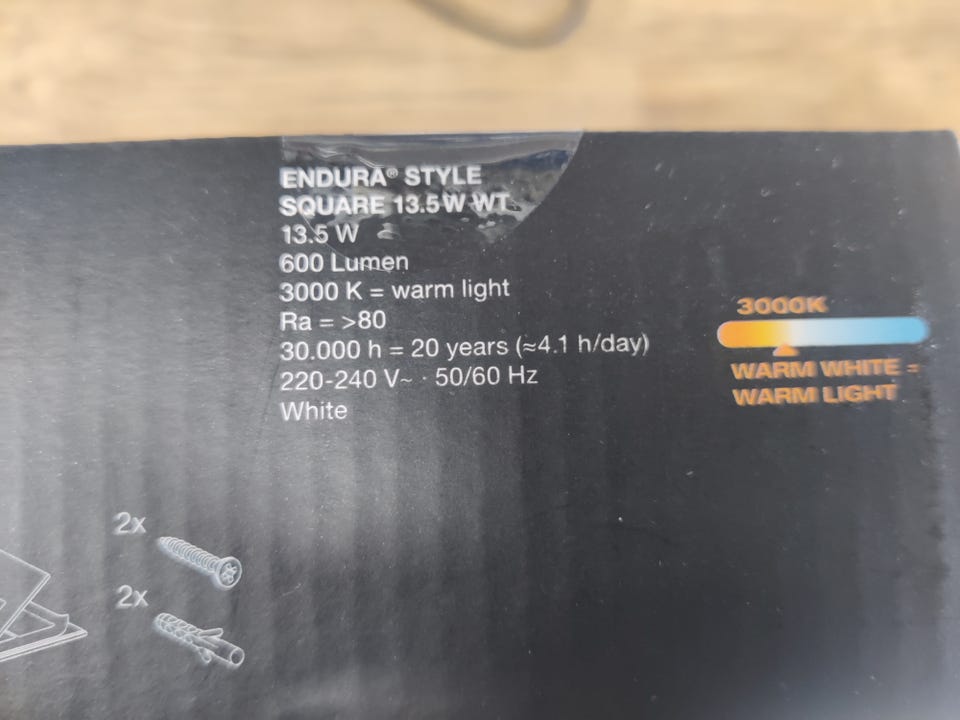 ENDURA® STYLE
SQUARE 13.5W WT
13.5 W
600 Lumen
3000 K = warm light
Ra = >80
30.000 h = 20 years (≈4.1 h/day)
220-240 V~ · 50/60 Hz
White
3000K
WARM WHITE =
WARM LIGHT
2x
2x